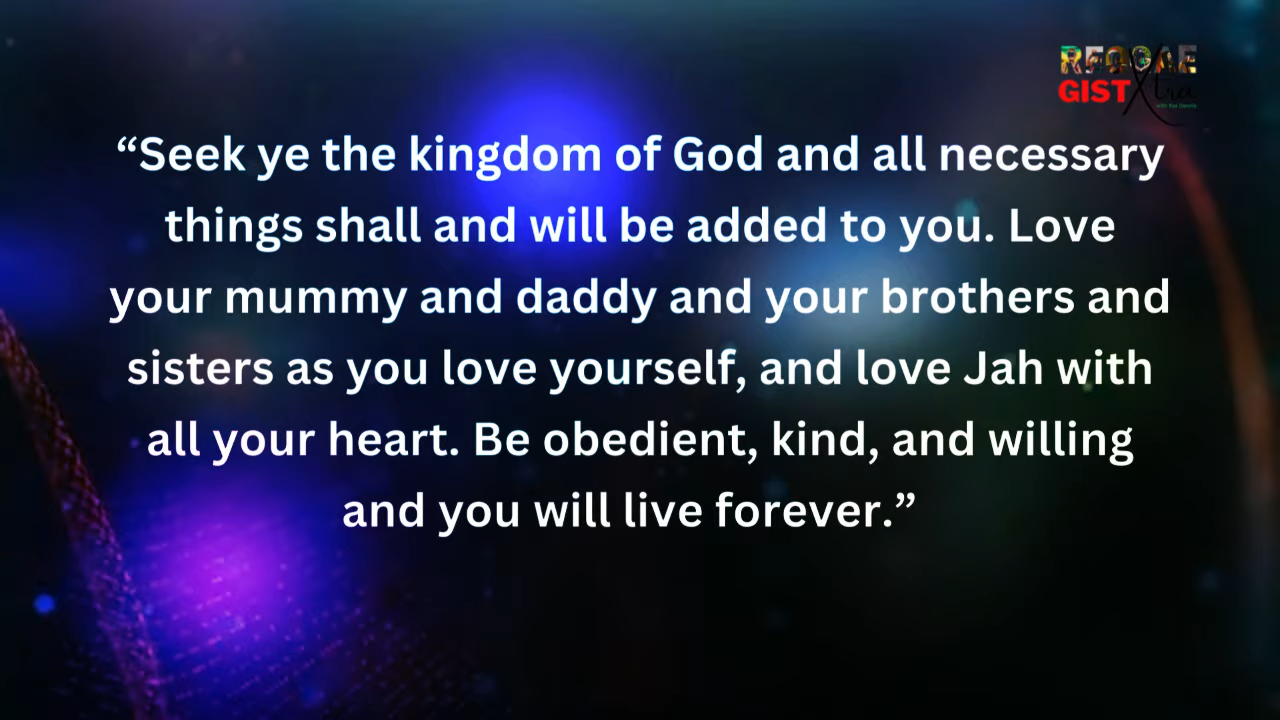 REGGAE
GIST Xtra
“Seek ye the kingdom of God and all necessary
things shall and will be added to you. Love
your mummy and daddy and your brothers and
sisters as you love yourself, and love Jah with
all your heart. Be obedient, kind, and willing
and you will live forever.”